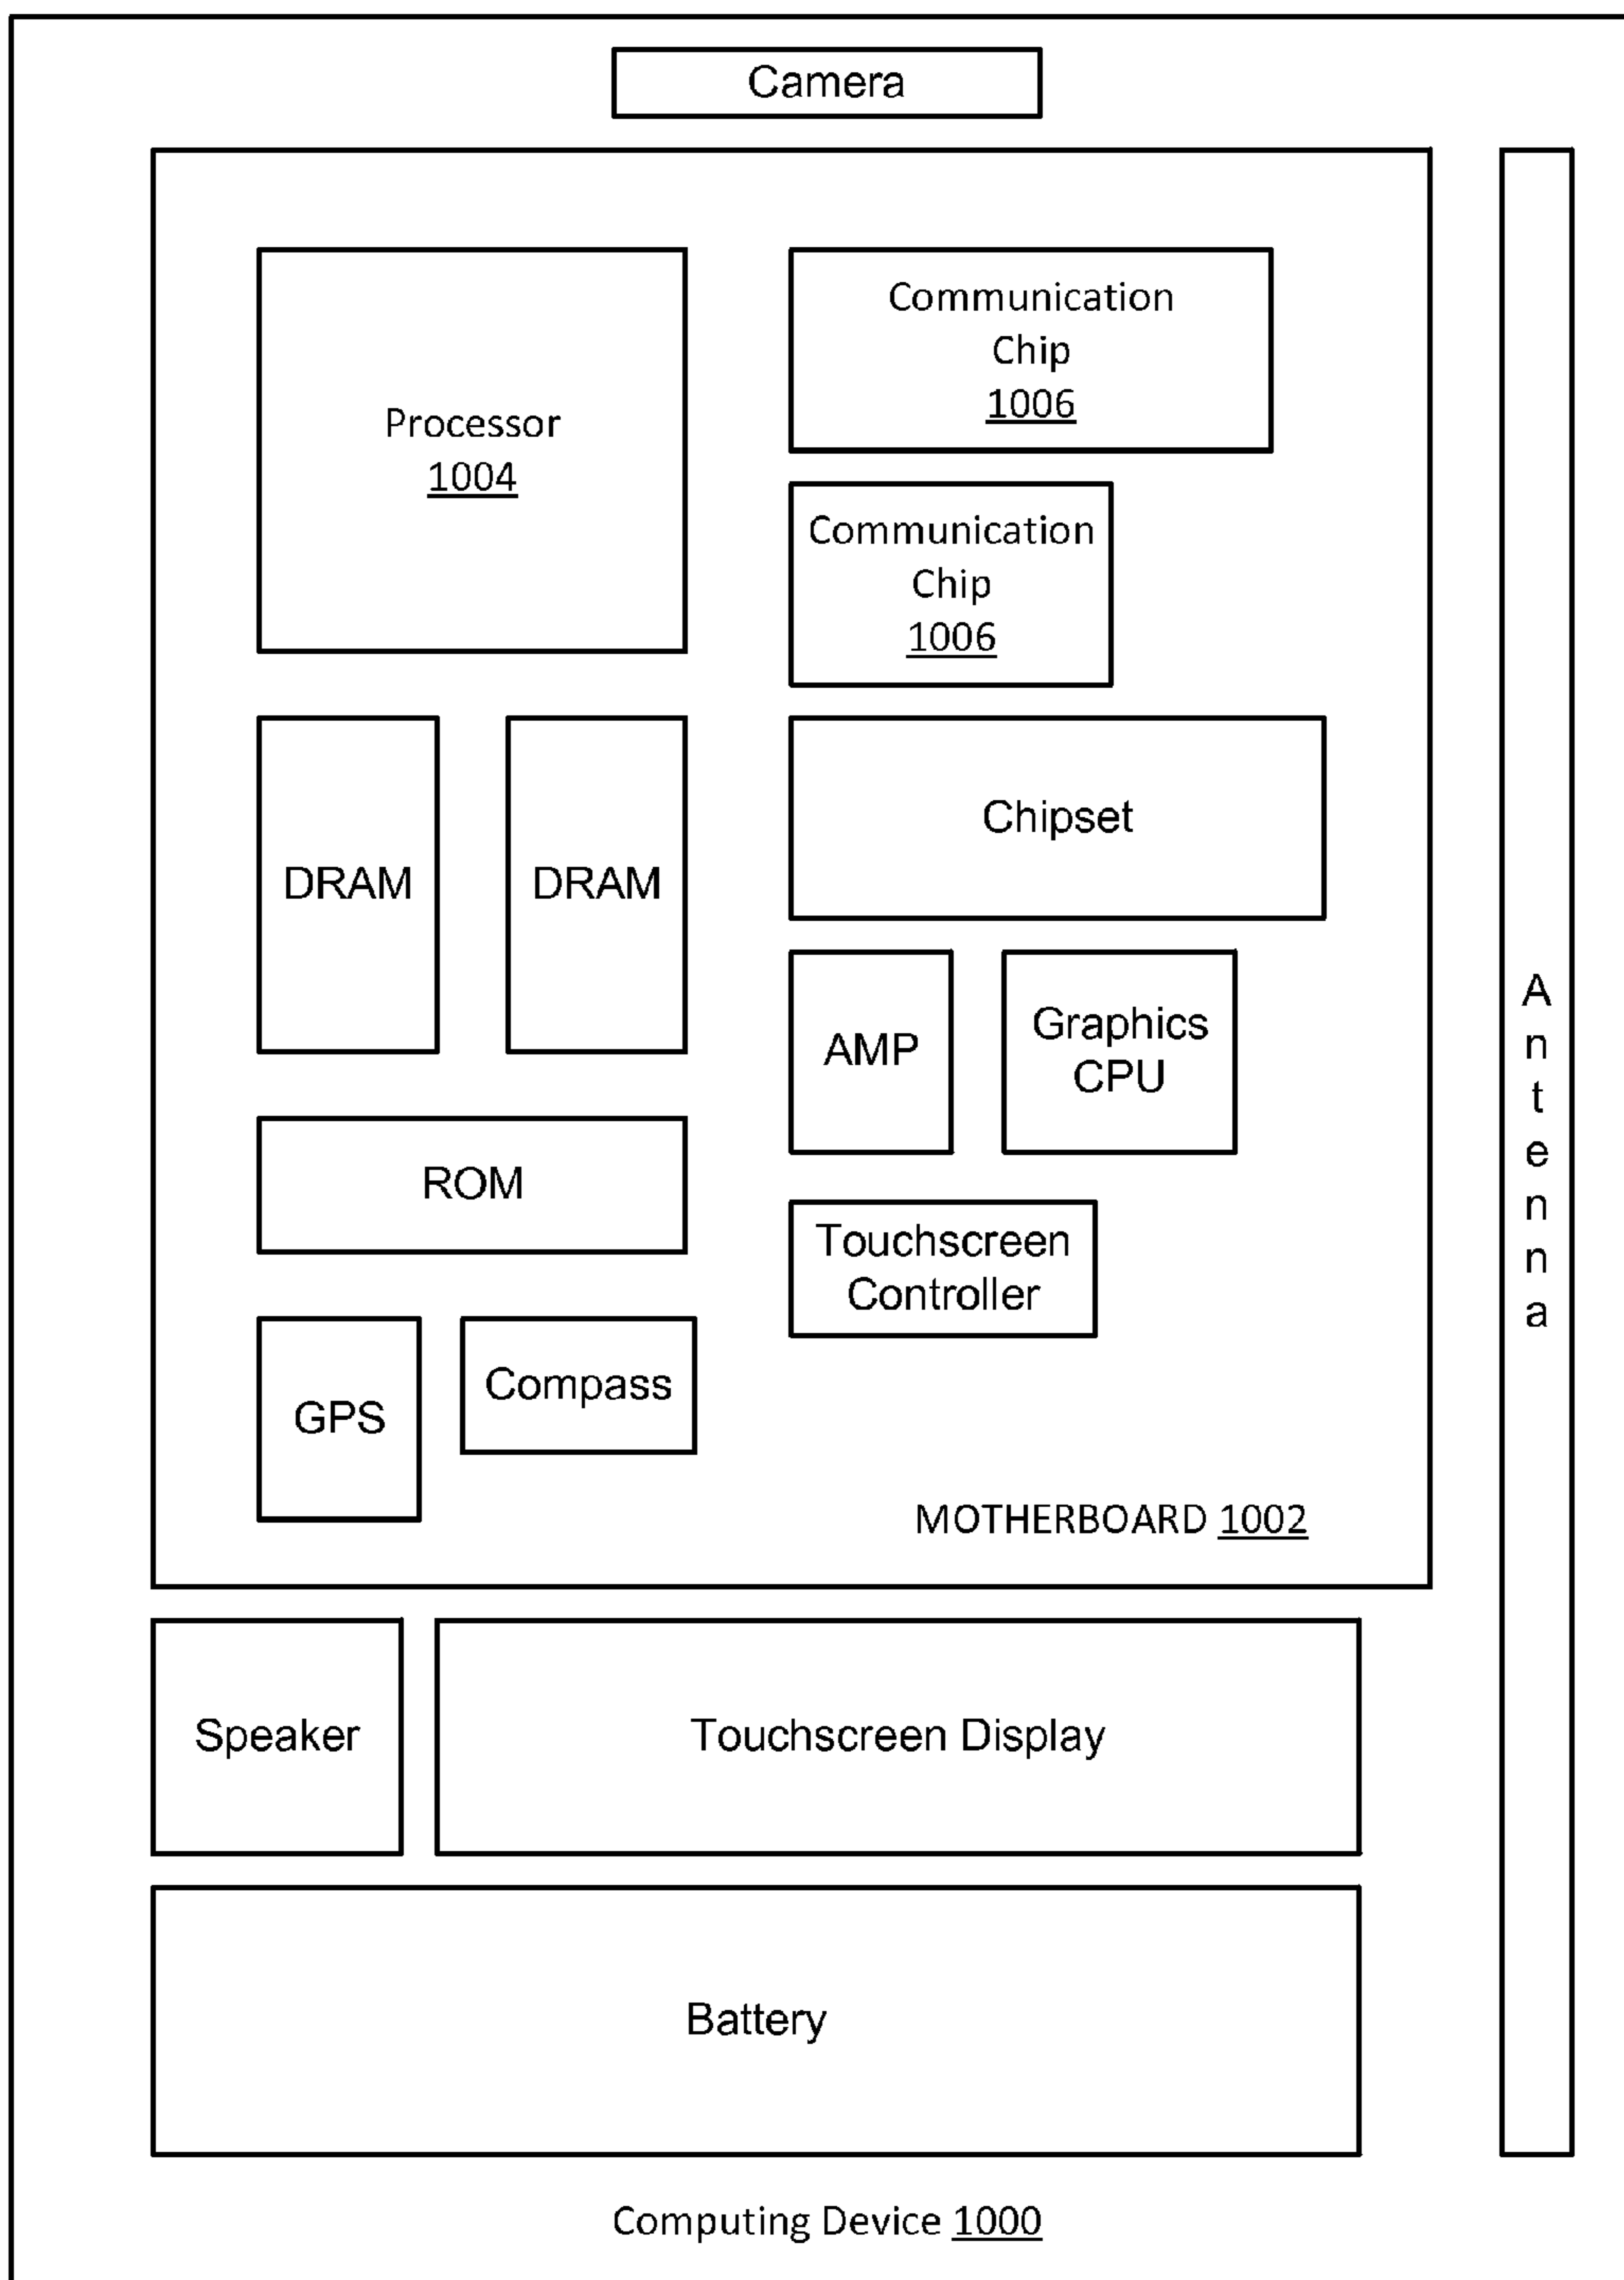 Camera
Processor
1004
Communication
Chip
1006
Communication
Chip
1006
DRAM
DRAM
Chipset
AMP
Graphics
CPU
ROM
Touchscreen
Controller
GPS
Compass
MOTHERBOARD 1002
Antenna
Speaker
Touchscreen Display
Battery
Computing Device 1000